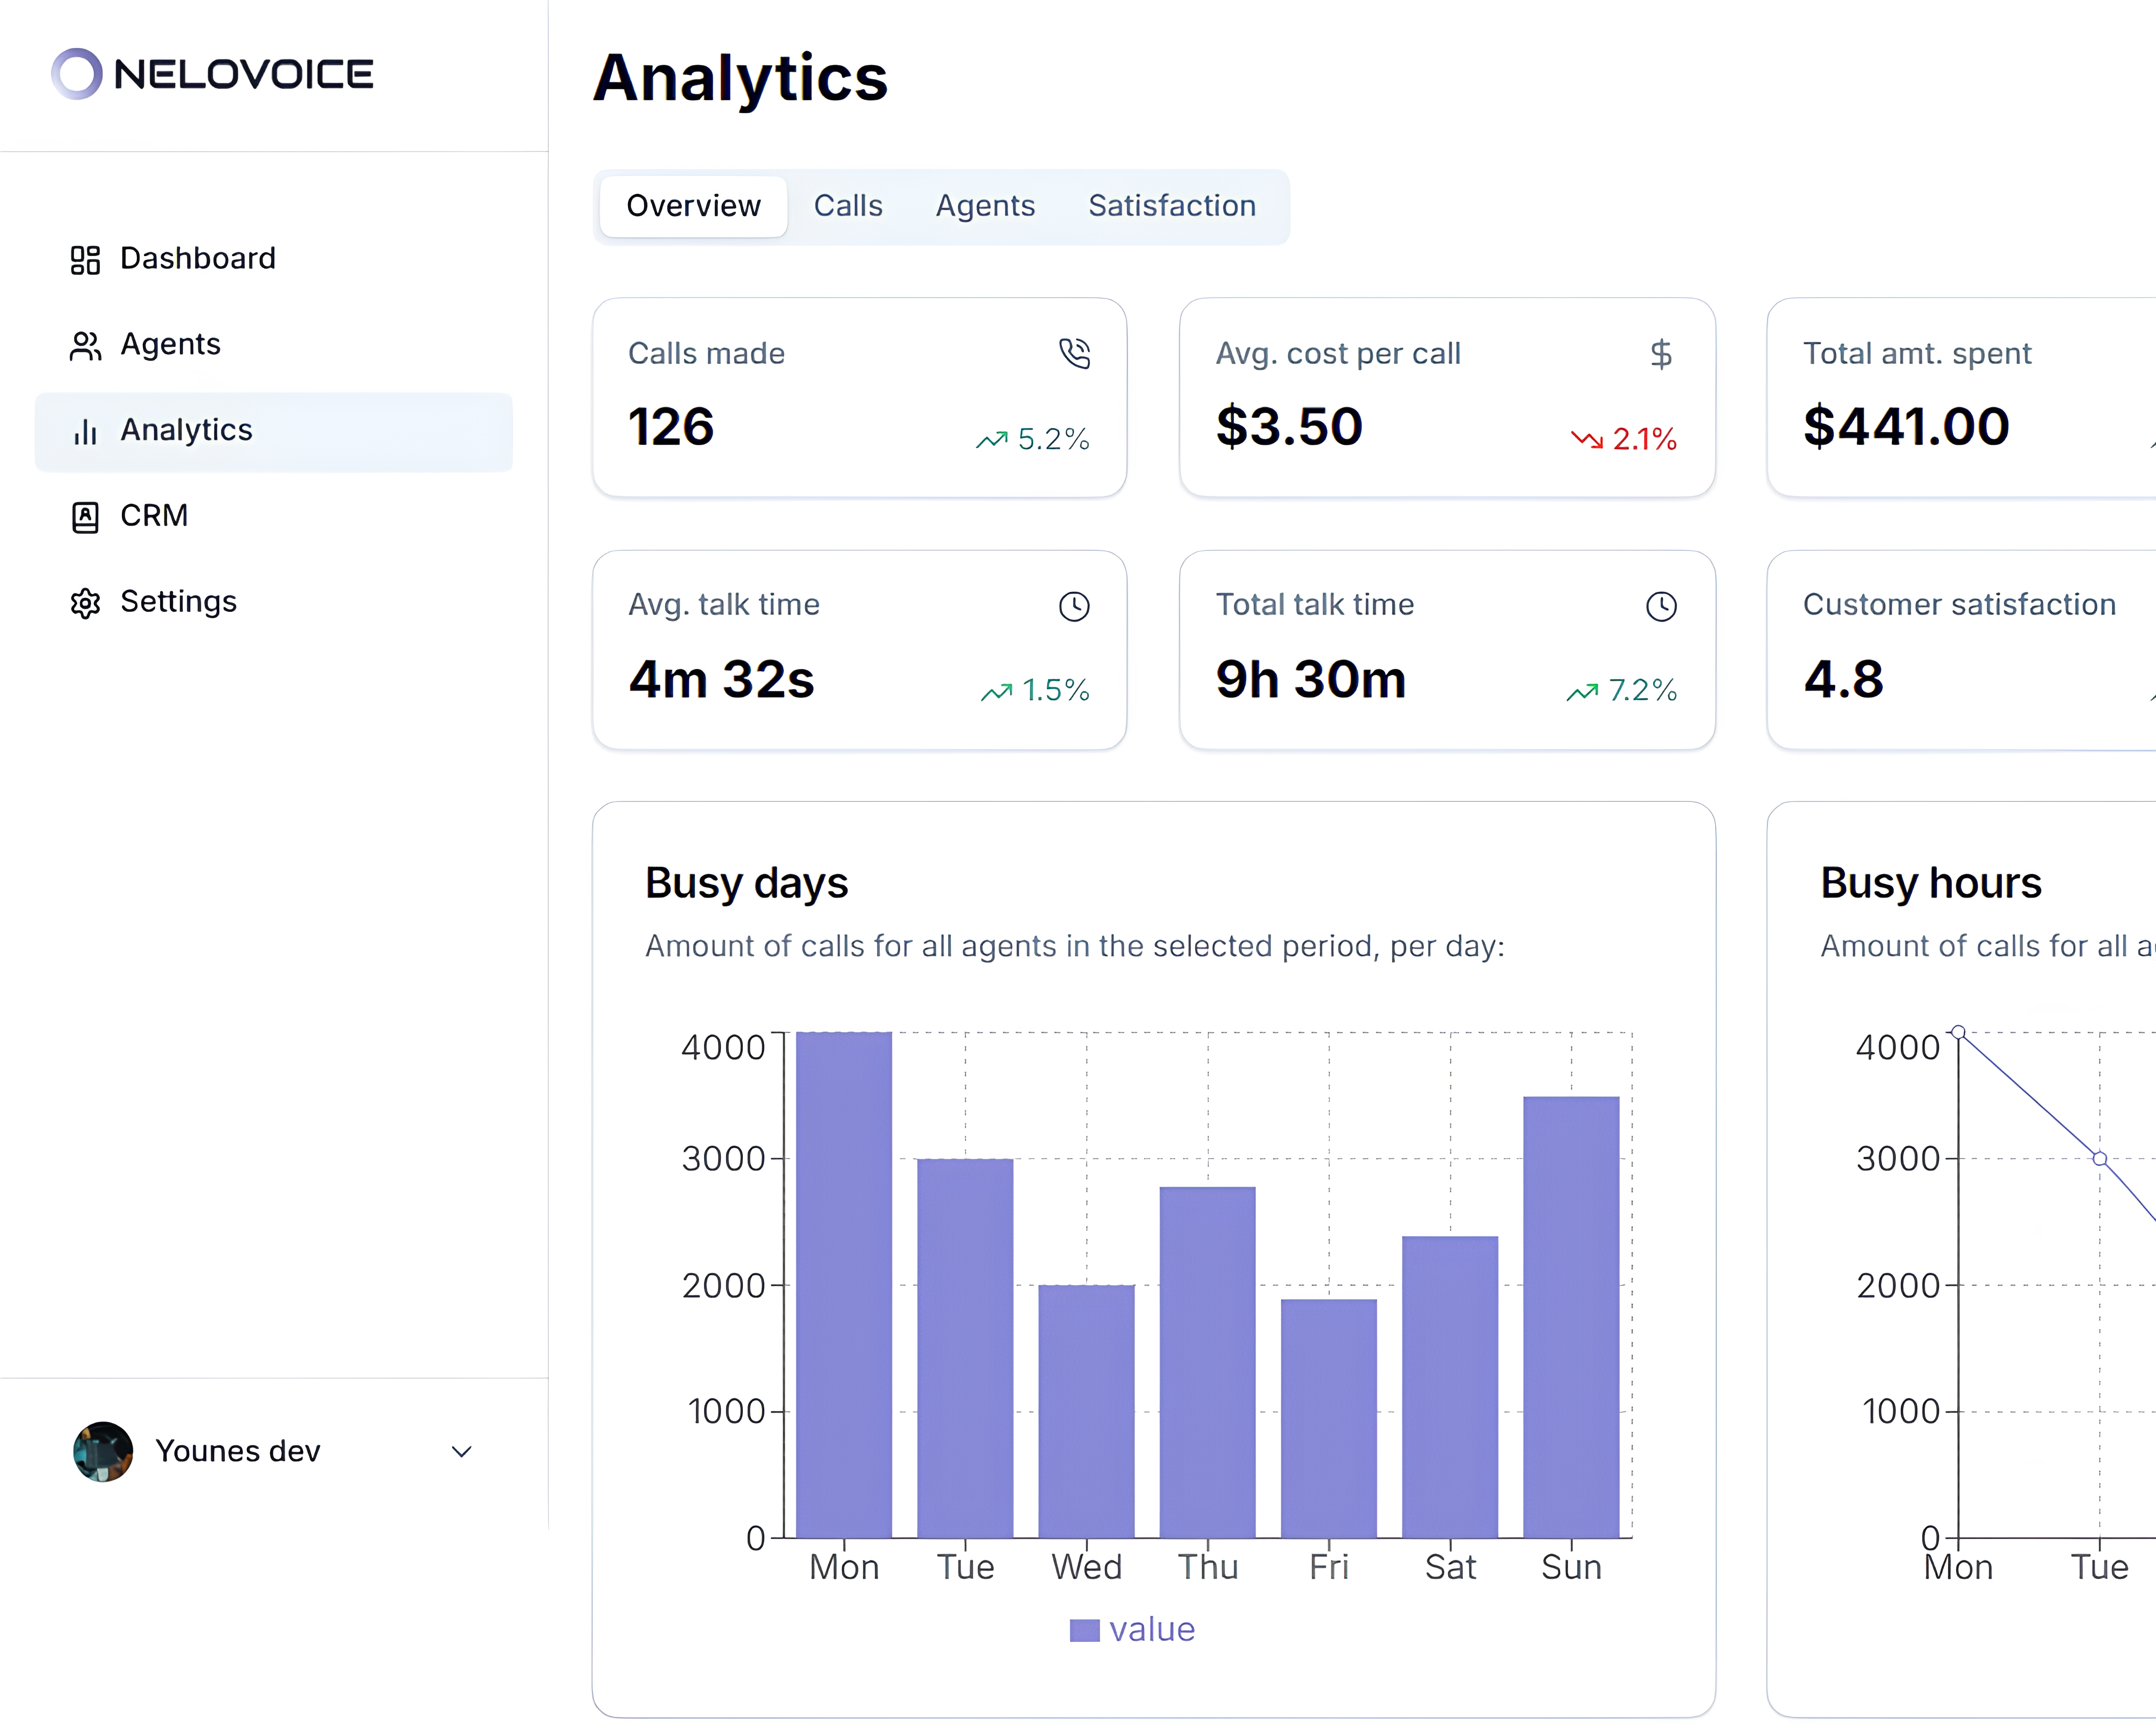 NELOVOICE
Dashboard
Agents
Analytics
CRM
Settings
Younes dev
Analytics
Overview Calls Agents Satisfaction
Calls made
126
5.2%
Avg. cost per call
$3.50
2.1%
Total amt. spent
$441.00
Avg. talk time
4m 32s
1.5%
Total talk time
9h 30m
7.2%
Customer satisfaction
4.8
Busy days
Amount of calls for all agents in the selected period, per day:
4000
3000
2000
1000
0
Mon Tue Wed Thu Fri Sat Sun
value
Busy hours
Amount of calls for all
4000
3000
2000
1000
0
Mon Tue